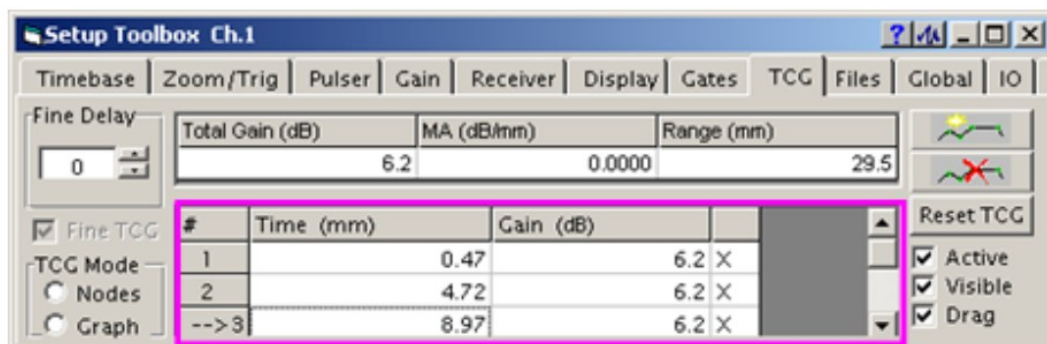 Setup Toolbox Ch.1
Timebase Zoom/Trig Pulser Gain Receiver Display Gates TCG Files Global IO
Fine Delay
0
Total Gain (dB) MA (dB/mm) Range (mm)
6.2 0.0000 29.5
Fine TCG
TCG Mode
Nodes
Graph
# Time (mm) Gain (dB)
1 0.47 6.2 X
2 4.72 6.2 X
-->3 8.97 6.2 X
Reset TCG
Active
Visible
Drag